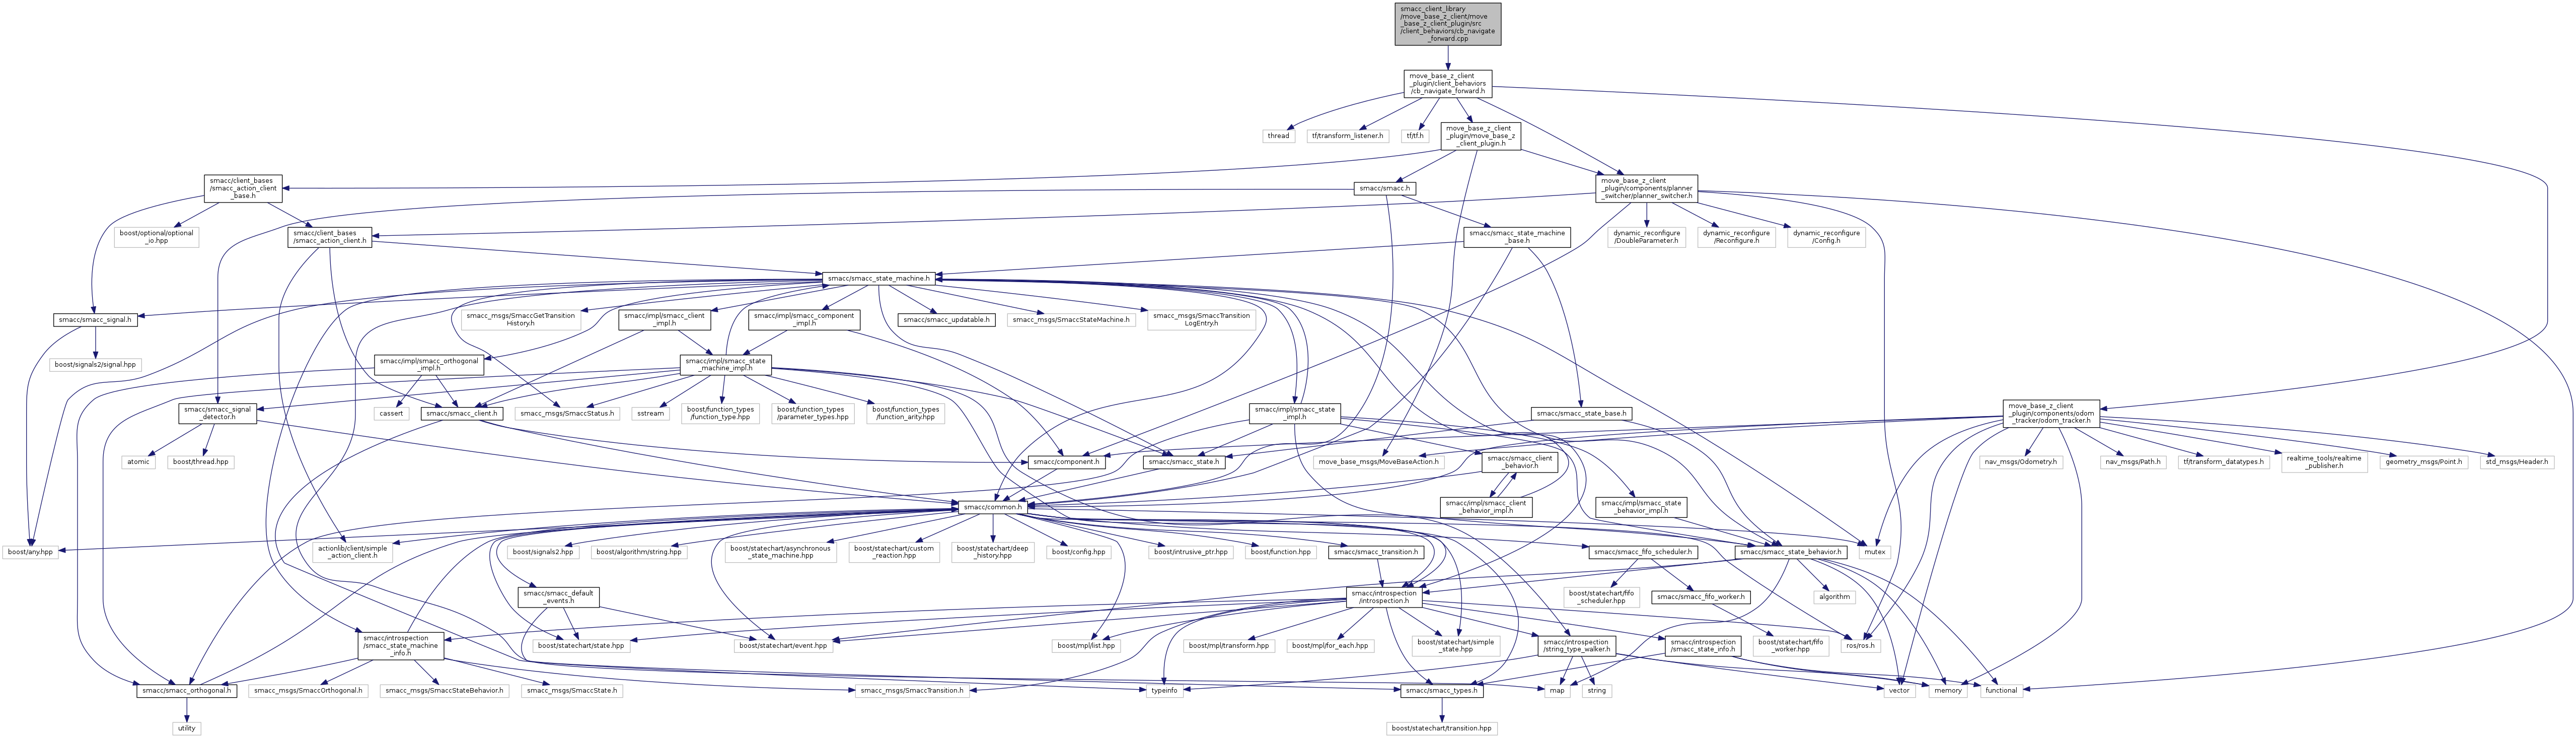 smacc_client_library
/move_base_z_client/move
_base_z_client_plugin/src
/client_behaviors/cb_navigate
_forward.cpp
move_base_z_client
_plugin/client_behaviors
/cb_navigate_forward.h
thread
tf/transform_listener.h
tf/tf.h
move_base_z_client
_plugin/move_base_z
_client_plugin.h
smacc/client_bases
/smacc_action_client
_base.h
smacc/smacc.h
move_base_z_client
_plugin/components/planner
_switcher/planner_switcher.h
boost/optional/optional
_io.hpp
smacc/client_bases
/smacc_action_client.h
smacc/smacc_state_machine
_base.h
dynamic_reconfigure
/DoubleParameter.h
dynamic_reconfigure
/Reconfigure.h
dynamic_reconfigure
/Config.h
smacc/smacc_state_machine.h
smacc/smacc_signal.h
smacc_msgs/SmaccGetTransition
History.h
smacc/impl/smacc_client
_impl.h
smacc/impl/smacc_component
_impl.h
smacc/smacc_updatable.h
smacc_msgs/SmaccStateMachine.h
smacc_msgs/SmaccTransition
LogEntry.h
boost/signals2/signal.hpp
smacc/impl/smacc_orthogonal
_impl.h
smacc/impl/smacc_state
_machine_impl.h
smacc/smacc_signal
_detector.h
cassert
smacc/smacc_client.h
smacc_msgs/SmaccStatus.h
sstream
boost/function_types
/function_type.hpp
boost/function_types
/parameter_types.hpp
boost/function_types
/function_arity.hpp
smacc/impl/smacc_state
_impl.h
smacc/smacc_state_base.h
move_base_z_client
_plugin/components/odom
_tracker/odom_tracker.h
atomic
boost/thread.hpp
smacc/component.h
smacc/smacc_state.h
move_base_msgs/MoveBaseAction.h
smacc/smacc_client
_behavior.h
nav_msgs/Odometry.h
nav_msgs/Path.h
tf/transform_datatypes.h
realtime_tools/realtime
_publisher.h
geometry_msgs/Point.h
std_msgs/Header.h
smacc/common.h
smacc/impl/smacc_client
_behavior_impl.h
smacc/impl/smacc_state
_behavior_impl.h
boost/any.hpp
actionlib/client/simple
_action_client.h
boost/signals2.hpp
boost/algorithm/string.hpp
boost/statechart/asynchronous
_state_machine.hpp
boost/statechart/custom
_reaction.hpp
boost/statechart/deep
_history.hpp
boost/config.hpp
boost/intrusive_ptr.hpp
boost/function.hpp
smacc/smacc_transition.h
smacc/smacc_fifo_scheduler.h
smacc/smacc_state_behavior.h
mutex
smacc/smacc_default
_events.h
smacc/introspection
/introspection.h
boost/statechart/fifo
_scheduler.hpp
smacc/smacc_fifo_worker.h
algorithm
smacc/introspection
/smacc_state_machine
_info.h
boost/statechart/state.hpp
boost/statechart/event.hpp
boost/mpl/list.hpp
boost/mpl/transform.hpp
boost/mpl/for_each.hpp
boost/statechart/simple
_state.hpp
smacc/introspection
/string_type_walker.h
smacc/introspection
/smacc_state_info.h
boost/statechart/fifo
_worker.hpp
ros/ros.h
smacc/smacc_orthogonal.h
smacc_msgs/SmaccOrthogonal.h
smacc_msgs/SmaccStateBehavior.h
smacc_msgs/SmaccState.h
smacc_msgs/SmaccTransition.h
typeinfo
smacc/smacc_types.h
map
string
vector
memory
functional
utility
boost/statechart/transition.hpp